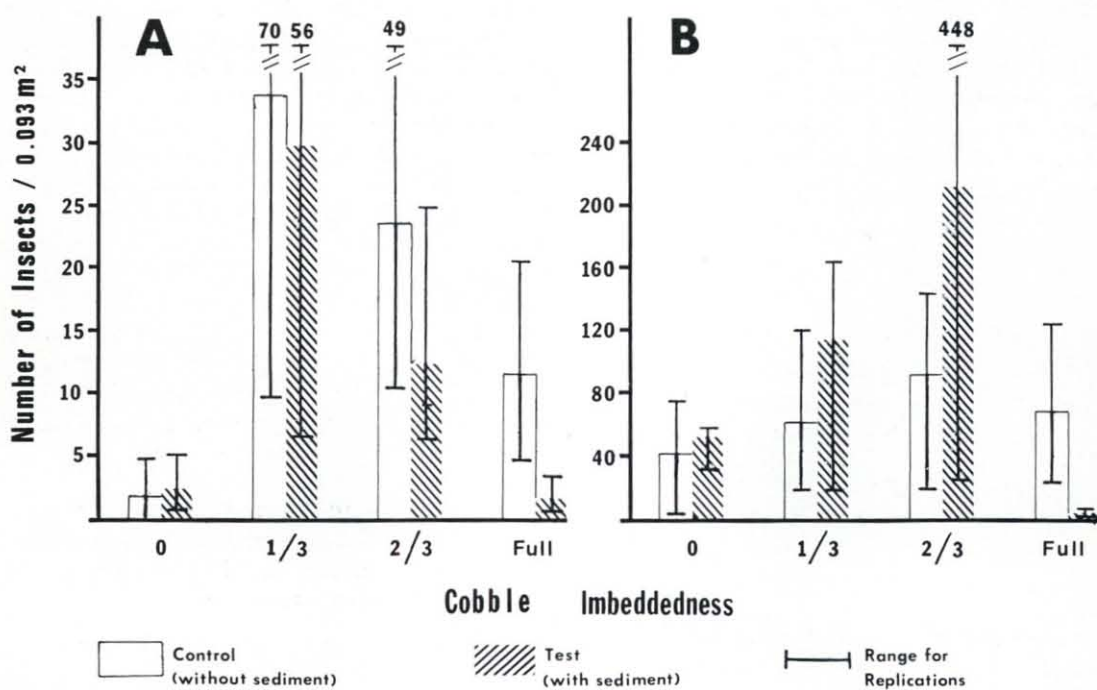 A
B
70 56 49
448
Number of Insects / 0.093 m²
35
30
25
20
15
10
5
240
200
160
120
80
40
0 1/3 2/3 Full
0 1/3 2/3 Full
Cobble Imbeddedness
Control
(without sediment)
Test
(with sediment)
Range for
Replications